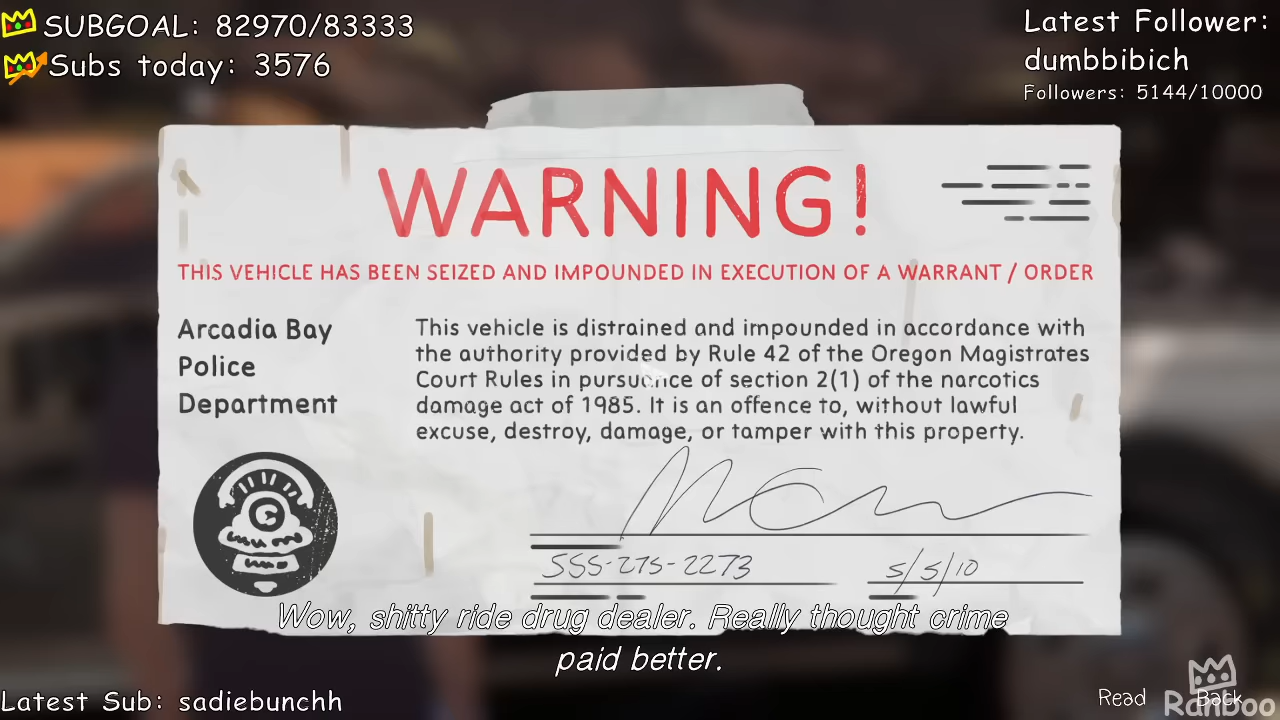 SUBGOAL: 82970/83333
Subs today: 3576
Latest Follower:
dumbbibich
Followers: 5144/10000
WARNING!
THIS VEHICLE HAS BEEN SEIZED AND IMPOUNDED IN EXECUTION OF A WARRANT / ORDER
Arcadia Bay
Police
Department
This vehicle is distrained and impounded in accordance with
the authority provided by Rule 42 of the Oregon Magistrates
Court Rules in pursuance of section 2(1) of the narcotics
damage act of 1985. It is an offence to, without lawful
excuse, destroy, damage, or tamper with this property.
555-275-2273
5/5/10
Wow, shitty ride drug dealer. Really thought crime
paid better.
Latest Sub: sadiebunchh
Read
Back
Ranboo